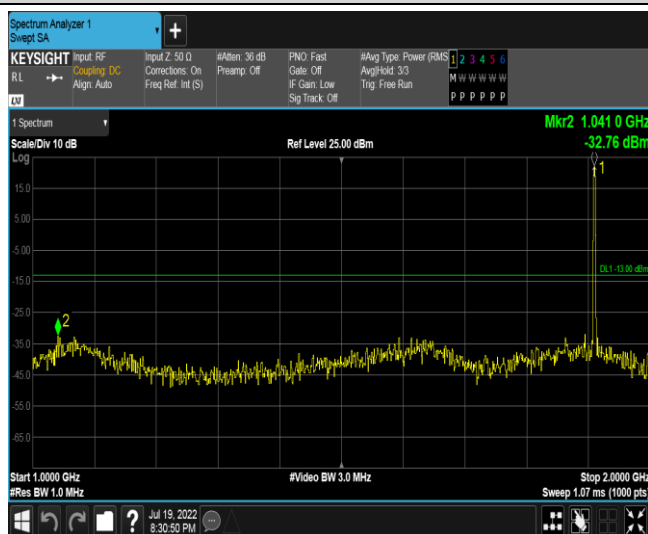 Spectrum Analyzer 1
Swept SA
KEYSIGHT
RL
Input: RF
Coupling: DC
Align: Auto
Input Z: 50 Ω
Corrections: On
Freq Ref: Int (S)
#Atten: 36 dB
Preamp: Off
PNO: Fast
Gate: Off
IF Gain: Low
Sig Track: Off
#Avg Type: Power (RMS
Avg|Hold: 3/3
Trig: Free Run
1 2 3 4 5 6
M W W W W W
P P P P P P
LXI
1 Spectrum
Scale/Div 10 dB
Ref Level 25.00 dBm
Mkr2 1.041 0 GHz
-32.76 dBm
Log
1
15.0
5.00
-5.00
DL1 -13.00 dBm
-15.0
-25.0
2
-35.0
-45.0
-55.0
-65.0
Start 1.0000 GHz
#Video BW 3.0 MHz
Stop 2.0000 GHz
#Res BW 1.0 MHz
Sweep 1.07 ms (1000 pts)
?
Jul 19, 2022
8:30:50 PM